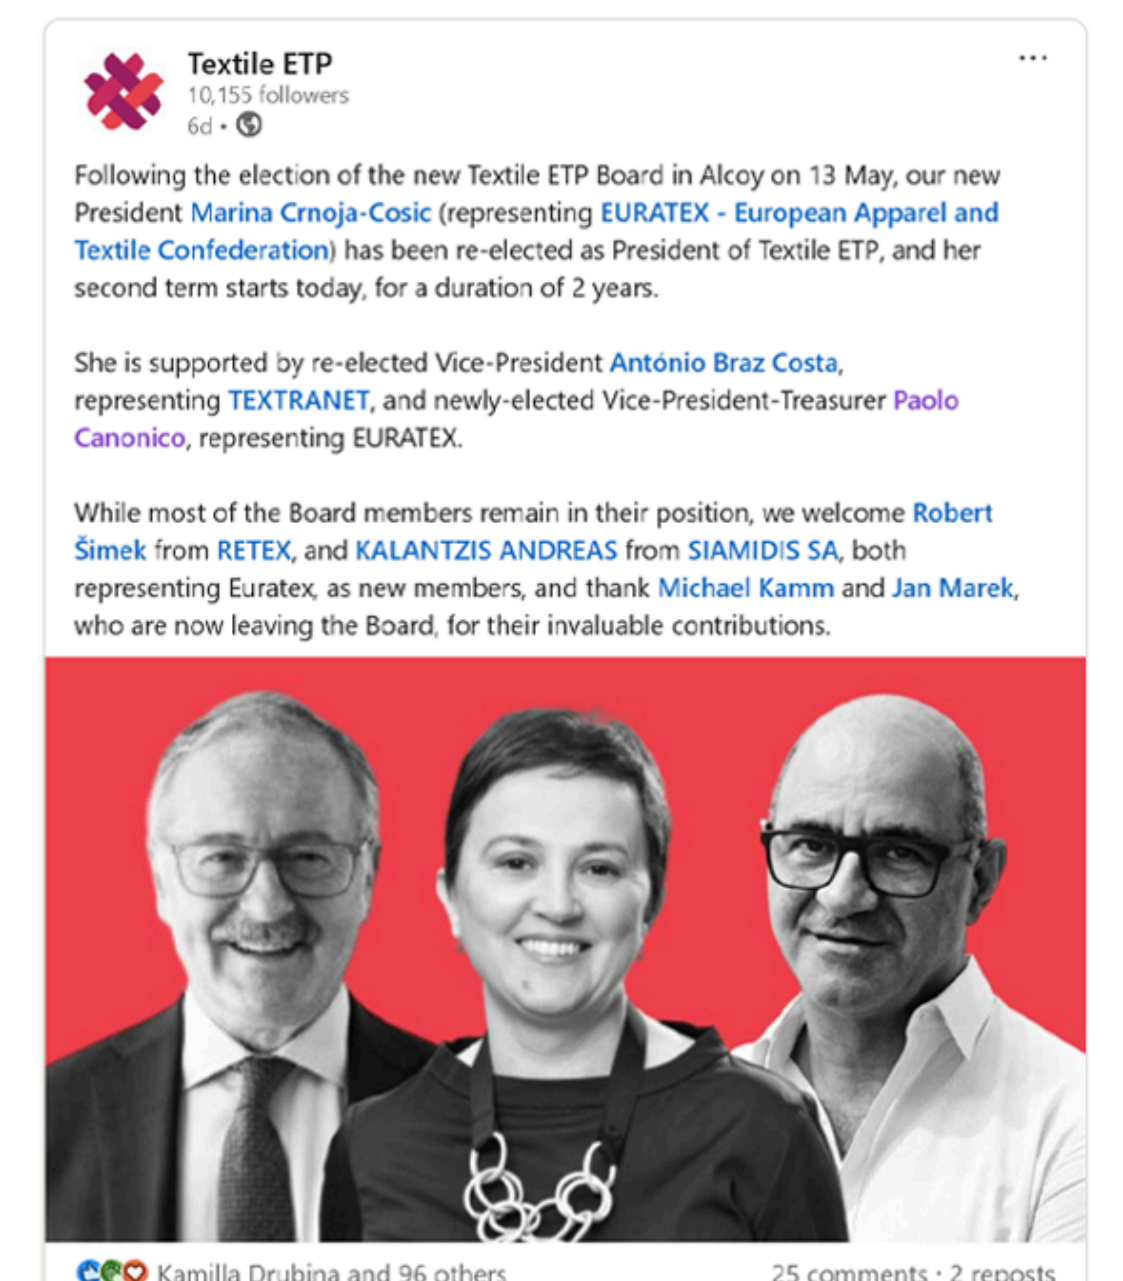 Textile ETP
10,155 followers
6d •
Following the election of the new Textile ETP Board in Alcoy on 13 May, our new
President Marina Crnoja-Cosic (representing EURATEX - European Apparel and
Textile Confederation) has been re-elected as President of Textile ETP, and her
second term starts today, for a duration of 2 years.
She is supported by re-elected Vice-President António Braz Costa,
representing TEXTRANET, and newly-elected Vice-President-Treasurer Paolo
Canonico, representing EURATEX.
While most of the Board members remain in their position, we welcome Robert
Šimek from RETEX, and KALANTZIS ANDREAS from SIAMIDIS SA, both
representing Euratex, as new members, and thank Michael Kamm and Jan Marek,
who are now leaving the Board, for their invaluable contributions.
Kamilla Drubina and 96 others 25 comments · 2 reposts